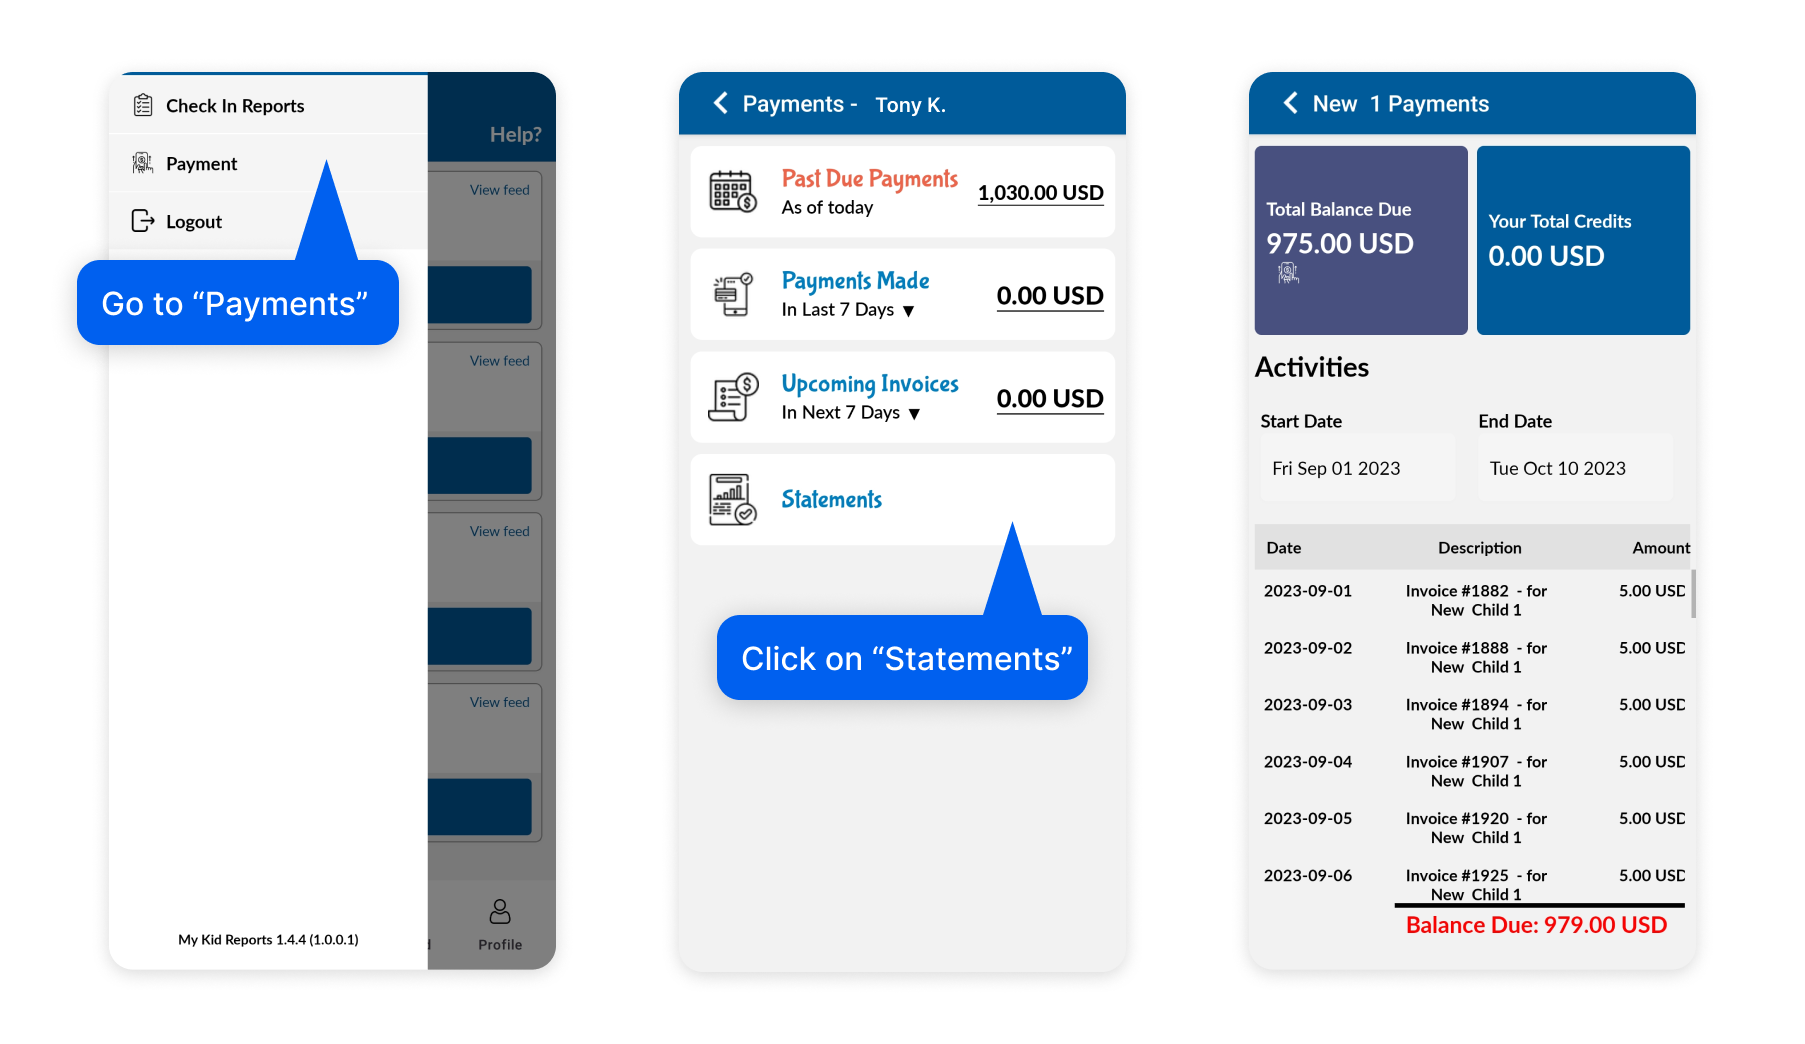 Check In Reports
Payment
Logout
Help?
View feed
Go to “Payments”
View feed
View feed
View feed
My Kid Reports 1.4.4 (1.0.0.1)
d
Profile
Payments - Tony K.
Past Due Payments
As of today
1,030.00 USD
Payments Made
In Last 7 Days ▼
0.00 USD
Upcoming Invoices
In Next 7 Days ▼
0.00 USD
Statements
Click on “Statements”
New 1 Payments
Total Balance Due
975.00 USD
Your Total Credits
0.00 USD
Activities
Start Date
End Date
Fri Sep 01 2023
Tue Oct 10 2023
Date Description Amount
2023-09-01 Invoice #1882 - for 5.00 USD
New Child 1
2023-09-02 Invoice #1888 - for 5.00 USD
New Child 1
2023-09-03 Invoice #1894 - for 5.00 USD
New Child 1
2023-09-04 Invoice #1907 - for 5.00 USD
New Child 1
2023-09-05 Invoice #1920 - for 5.00 USD
New Child 1
2023-09-06 Invoice #1925 - for 5.00 USD
New Child 1
Balance Due: 979.00 USD